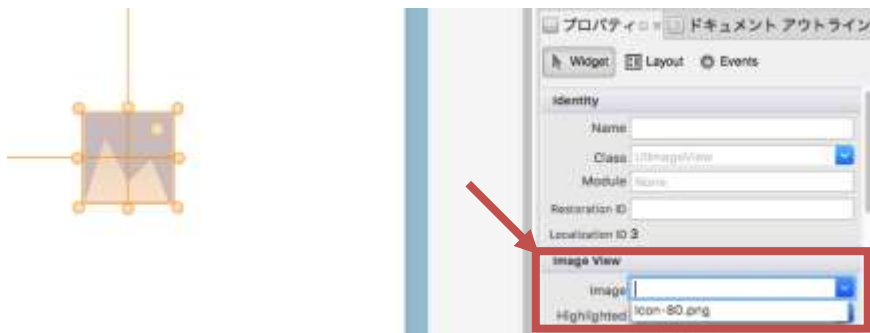 プロパティ ドキュメント アウトライン
Widget Layout Events
Identity
Name
Class UIImageView
Module None
Restoration ID
Localization ID 3
Image View
Image
Highlighted Icon-80.png